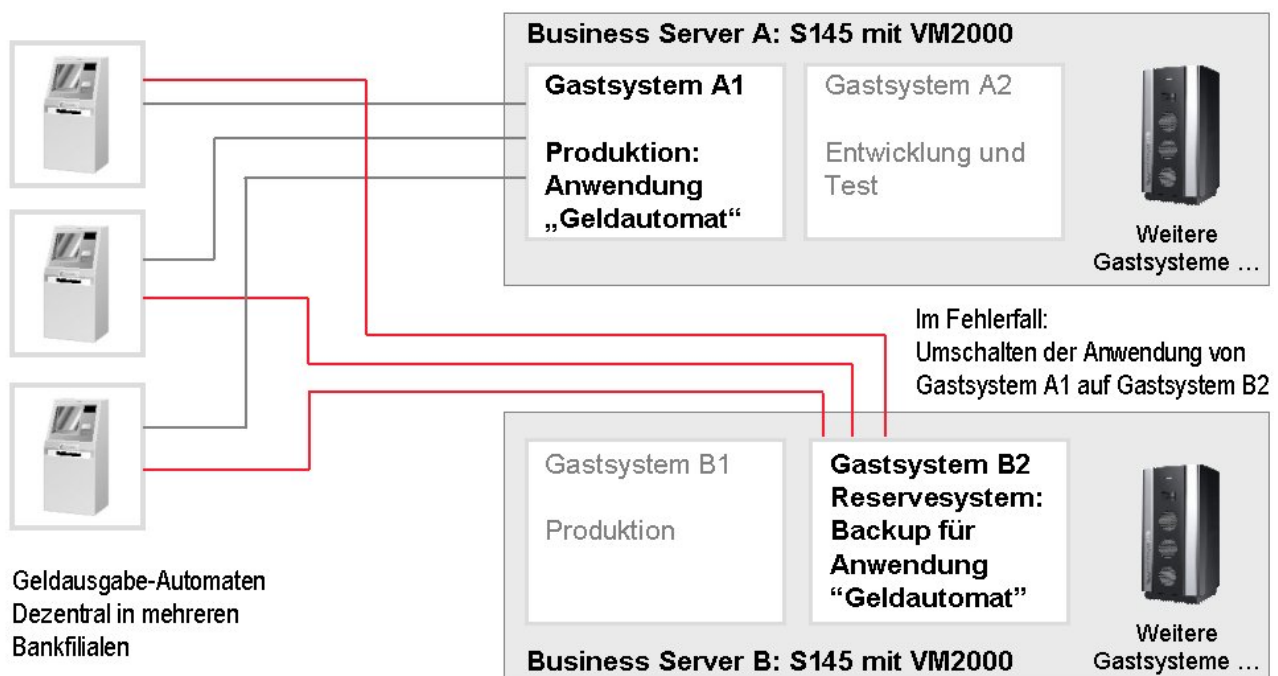 Business Server A: S145 mit VM2000
Gastsystem A1
Produktion:
Anwendung
„Geldautomat“
Gastsystem A2
Entwicklung und
Test
Weitere
Gastsysteme ...
Im Fehlerfall:
Umschalten der Anwendung von
Gastsystem A1 auf Gastsystem B2
Gastsystem B1
Produktion
Gastsystem B2
Reservesystem:
Backup für
Anwendung
“Geldautomat”
Weitere
Gastsysteme ...
Business Server B: S145 mit VM2000
Geldausgabe-Automaten
Dezentral in mehreren
Bankfilialen